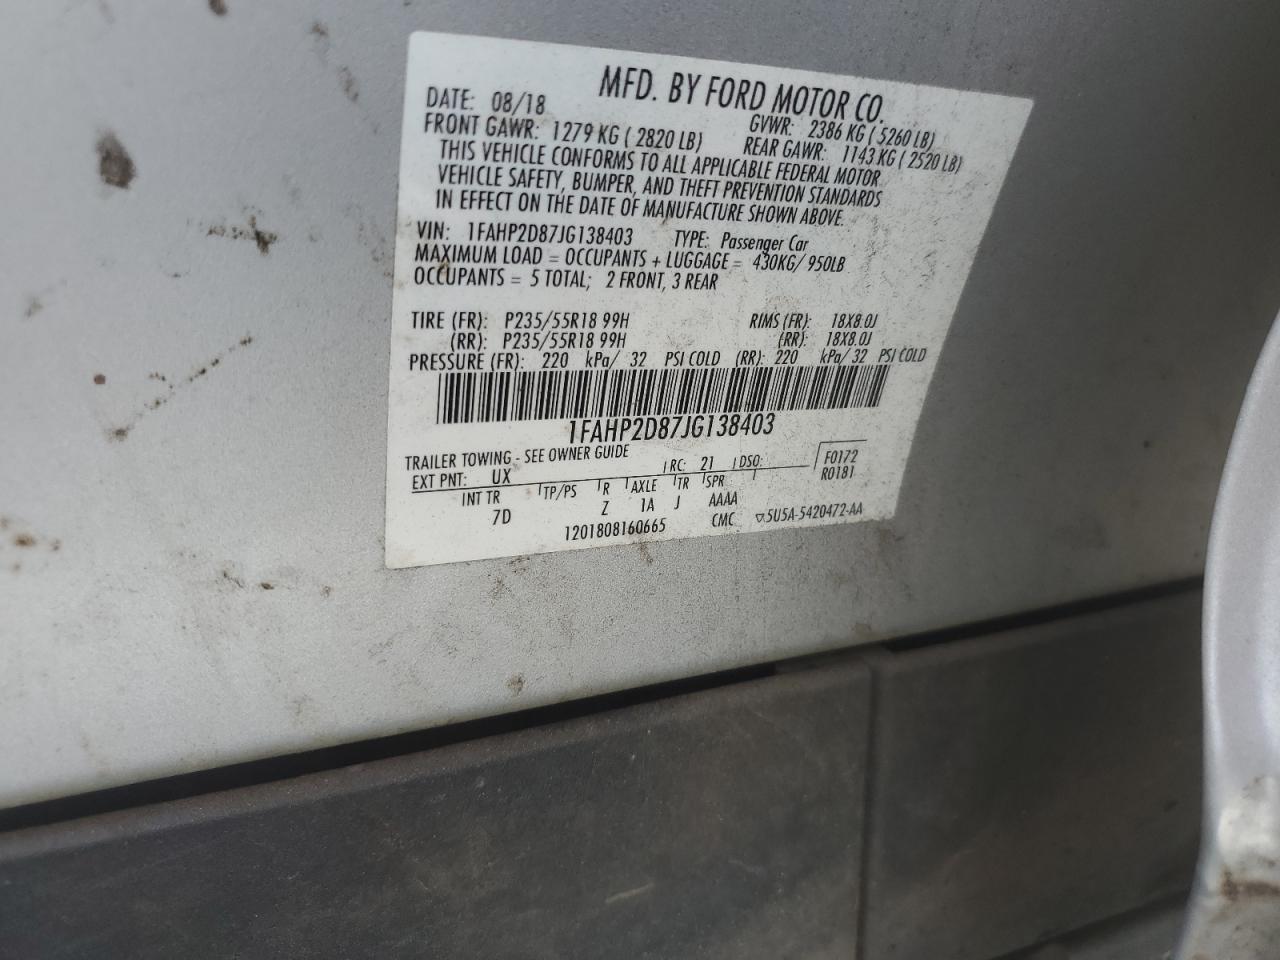 MFD. BY FORD MOTOR CO.
DATE: 08/18 GVWR: 2386 KG ( 5260 LB)
FRONT GAWR: 1279 KG ( 2820 LB) REAR GAWR: 1143 KG ( 2520 LB)
THIS VEHICLE CONFORMS TO ALL APPLICABLE FEDERAL MOTOR
VEHICLE SAFETY, BUMPER, AND THEFT PREVENTION STANDARDS
IN EFFECT ON THE DATE OF MANUFACTURE SHOWN ABOVE.
VIN: 1FAHP2D87JG138403 TYPE: Passenger Car
MAXIMUM LOAD = OCCUPANTS + LUGGAGE = 430KG/ 950LB
OCCUPANTS = 5 TOTAL; 2 FRONT, 3 REAR
TIRE (FR): P235/55R18 99H RIMS (FR): 18X8.0J
(RR): P235/55R18 99H (RR): 18X8.0J
PRESSURE (FR): 220 kPa/ 32 PSI COLD (RR): 220 kPa/ 32 PSI COLD
1FAHP2D87JG138403
TRAILER TOWING - SEE OWNER GUIDE
EXT PNT: UX RC: 21 DSO: F0172
R0181
INT TR TP/PS R AXLE TR SPR
7D Z 1A J AAAA
1201808160665 CMC ▽5U5A-5420472-AA